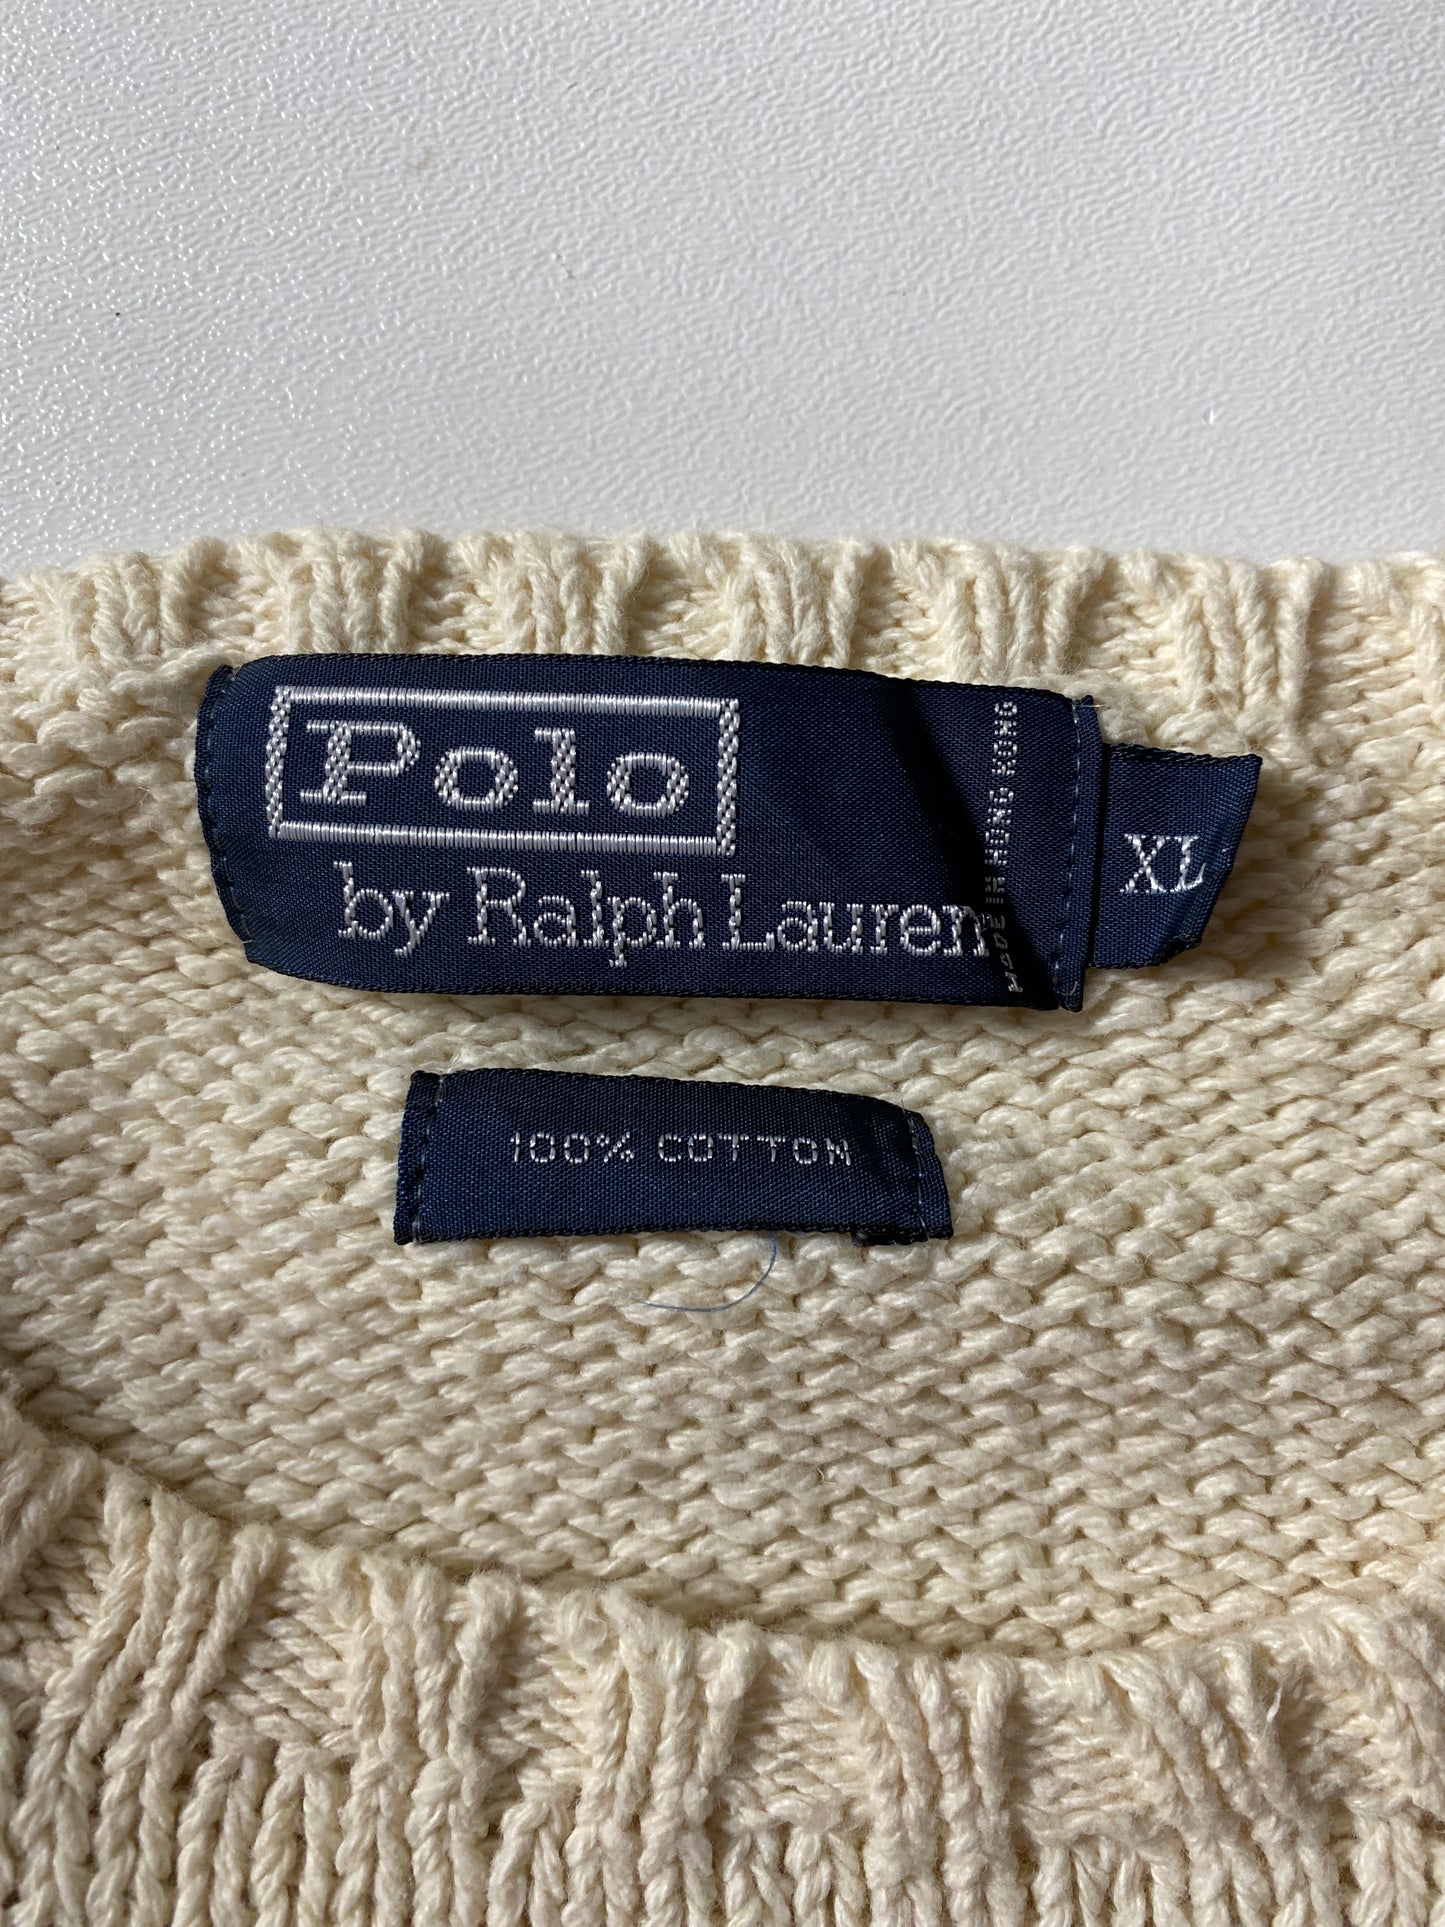 Polo
by Ralph Lauren
MADE IN HONG KONG
XL
100% COTTON